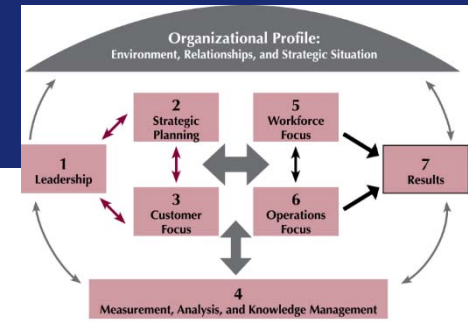 Organizational Profile:
Environment, Relationships, and Strategic Situation
2
Strategic
Planning
5
Workforce
Focus
1
Leadership
7
Results
3
Customer
Focus
6
Operations
Focus
4
Measurement, Analysis, and Knowledge Management